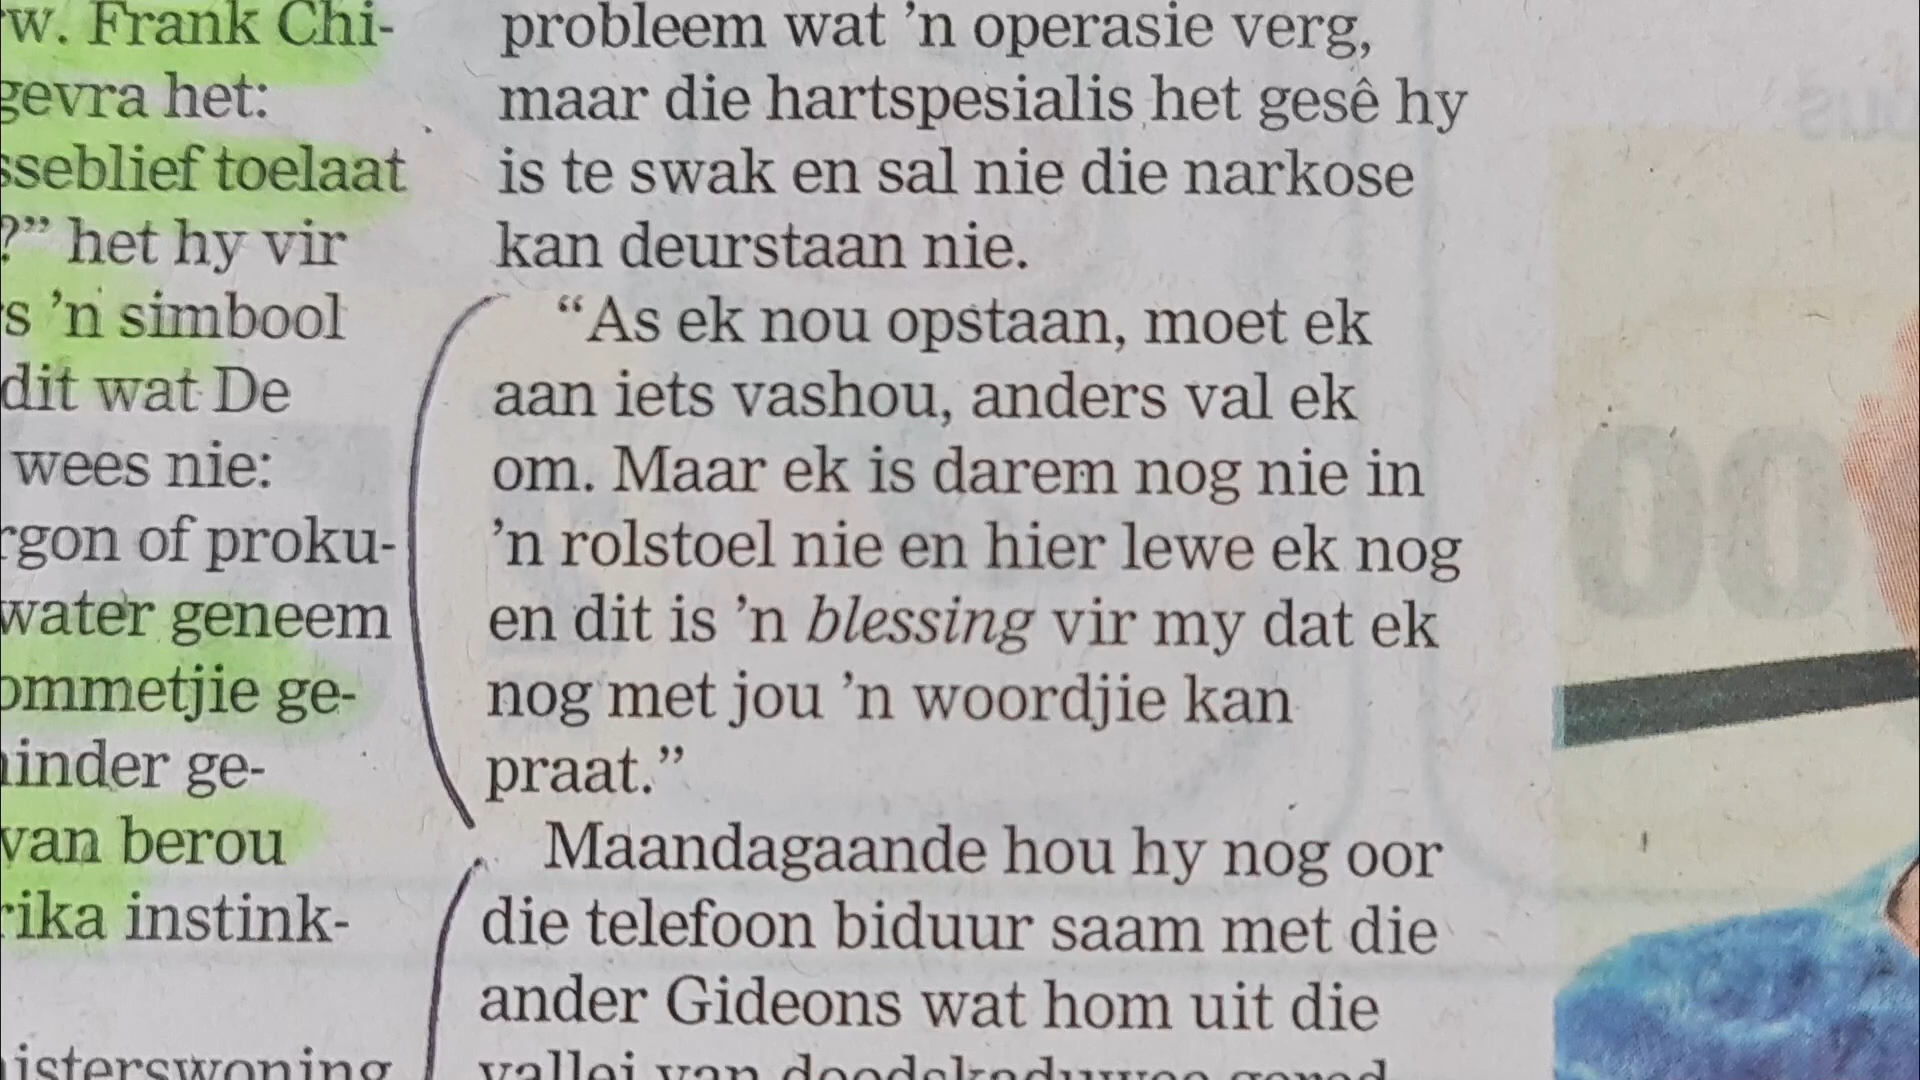 w. Frank Chi-
gevra het:
sseblief toelaat
?” het hy vir
s ’n simbool
dit wat De
wees nie:
rgon of proku-
water geneem
ommetjie ge-
inder ge-
van berou
rika instink-
isterswoning
probleem wat ’n operasie verg,
maar die hartspesialis het gesê hy
is te swak en sal nie die narkose
kan deurstaan nie.
“As ek nou opstaan, moet ek
aan iets vashou, anders val ek
om. Maar ek is darem nog nie in
’n rolstoel nie en hier lewe ek nog
en dit is ’n blessing vir my dat ek
nog met jou ’n woordjie kan
praat.”
Maandagaande hou hy nog oor
die telefoon biduur saam met die
ander Gideons wat hom uit die
vallei van doodskaduwee gered